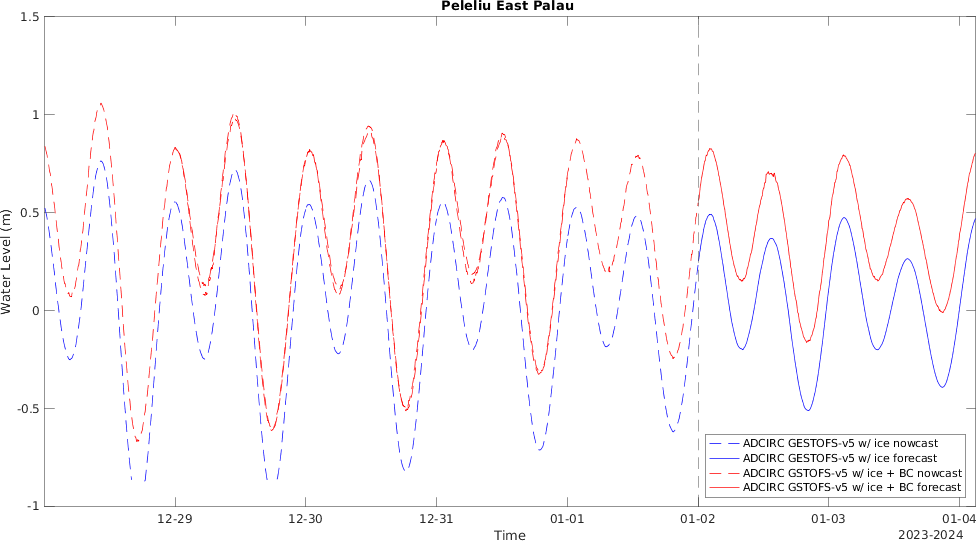 Peleliu East Palau
1.5
1
0.5
0
-0.5
-1
Water Level (m)
12-29
12-30
12-31
01-01
01-02
01-03
01-04
Time
2023-2024
ADCIRC GESTOFS-v5 w/ ice nowcast
ADCIRC GESTOFS-v5 w/ ice forecast
ADCIRC GSTOFS-v5 w/ ice + BC nowcast
ADCIRC GSTOFS-v5 w/ ice + BC forecast